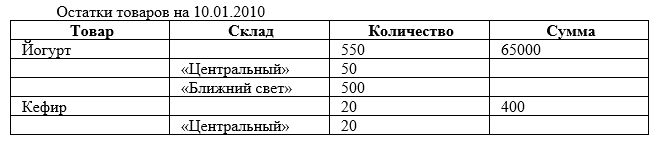 Остатки товаров на 10.01.2010
Товар Склад Количество Сумма
Йогурт 550 65000
«Центральный» 50
«Ближний свет» 500
Кефир 20 400
«Центральный» 20